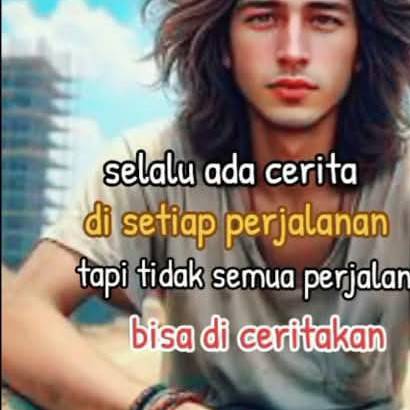 selalu ada cerita
di setiap perjalanan
tapi tidak semua perjalan
bisa di ceritakan